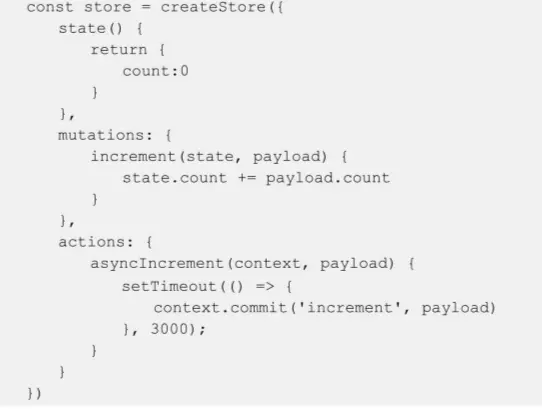 const store = createStore({
    state() {
        return {
            count:0
        }
    },
    mutations: {
        increment(state, payload) {
            state.count += payload.count
        }
    },
    actions: {
        asyncIncrement(context, payload) {
            setTimeout(() => {
                context.commit('increment', payload)
            }, 3000);
        }
    }
})